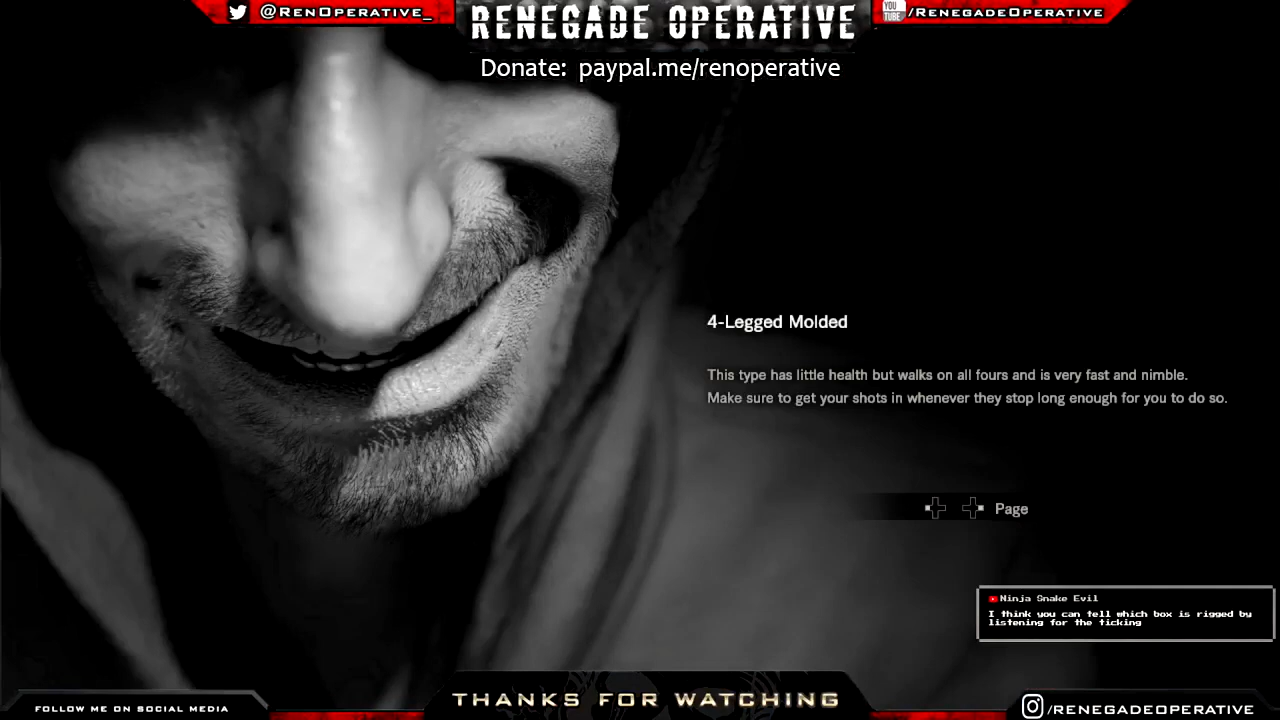 @RenOperative_
RENEGADE OPERATIVE
YOU TUBE /RenegadeOperative
Donate: paypal.me/renoperative
4-Legged Molded
This type has little health but walks on all fours and is very fast and nimble.
Make sure to get your shots in whenever they stop long enough for you to do so.
Page
Ninja Snake Evil
I think you can tell which box is rigged by
listening for the ticking
FOLLOW ME ON SOCIAL MEDIA
THANKS FOR WATCHING
/RENEGADEOPERATIVE